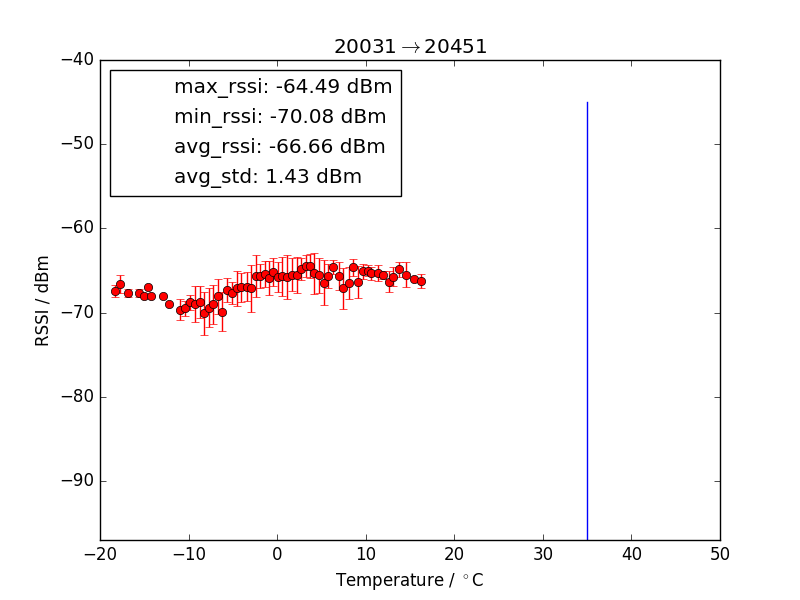 20031→20451
max_rssi: -64.49 dBm
min_rssi: -70.08 dBm
avg_rssi: -66.66 dBm
avg_std: 1.43 dBm
RSSI / dBm
−40
−50
−60
−70
−80
−90
−20 −10 0 10 20 30 40 50
Temperature / °C